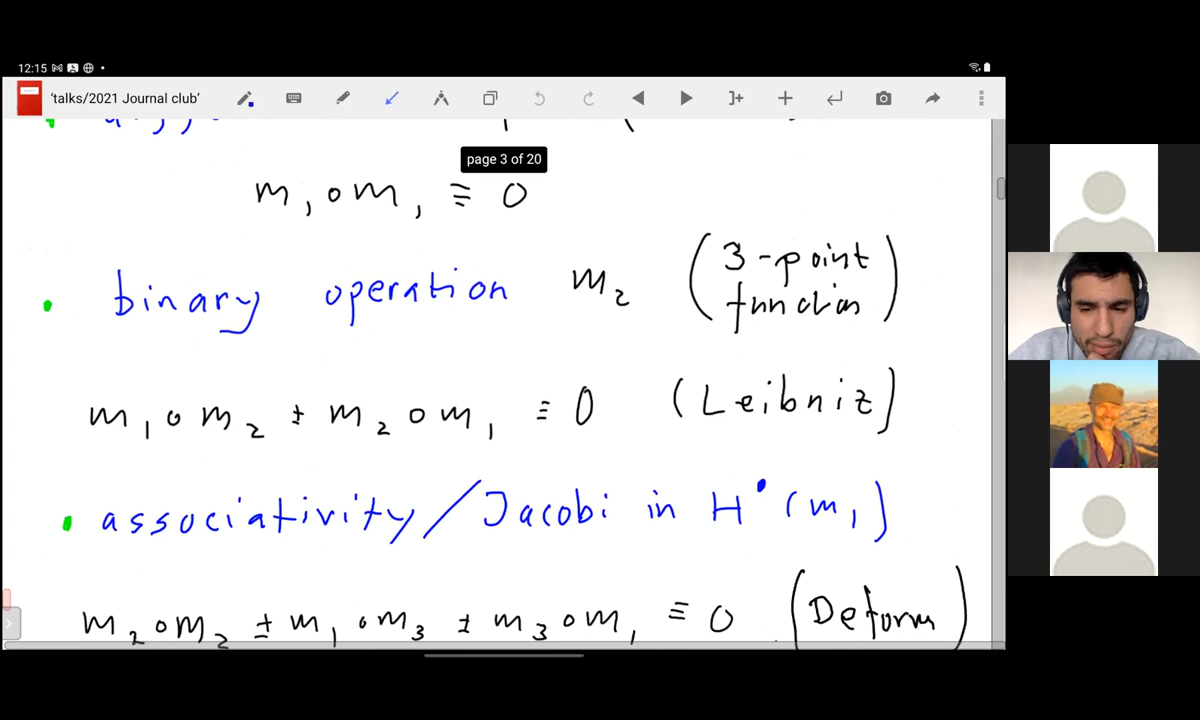 12:15
'talks/2021 Journal club'
page 3 of 20
m₁ ∘ m₁ ≡ 0
• binary operation m₂ (3-point function)
m₁ ∘ m₂ ± m₂ ∘ m₁ ≡ 0 (Leibniz)
• associativity/Jacobi in H•(m₁)
m₂ ∘ m₂ ± m₁ ∘ m₃ ± m₃ ∘ m₁ ≡ 0 (Deform)